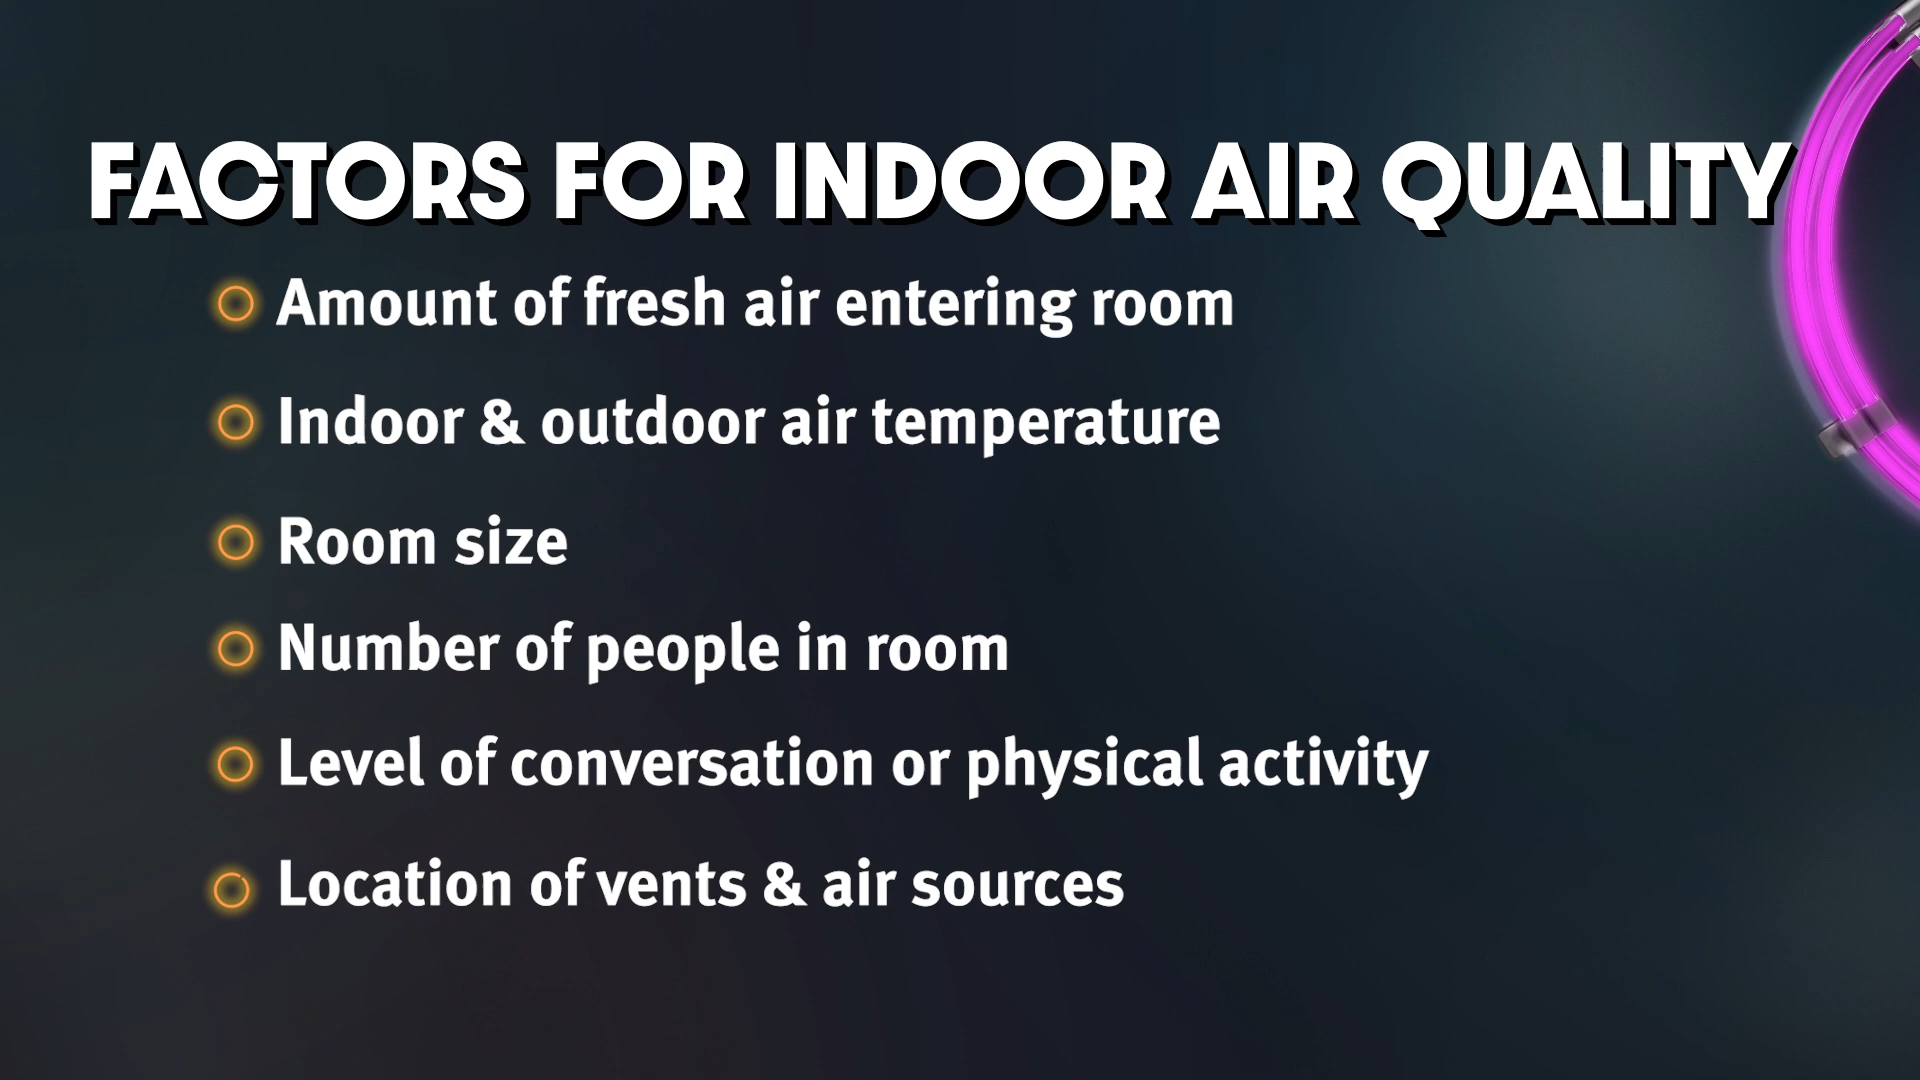 FACTORS FOR INDOOR AIR QUALITY
Amount of fresh air entering room
Indoor & outdoor air temperature
Room size
Number of people in room
Level of conversation or physical activity
Location of vents & air sources